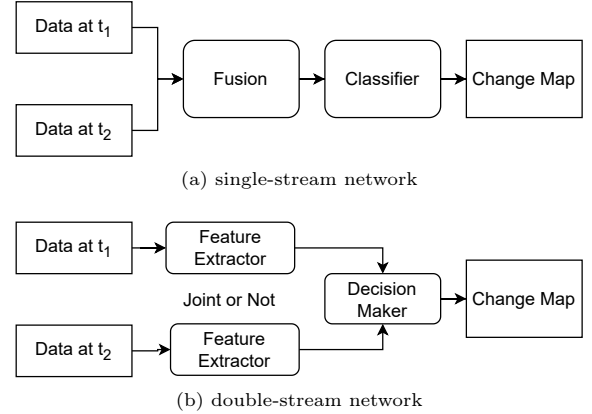 Data at t₁
Fusion
Classifier
Change Map
Data at t₂
(a) single-stream network
Data at t₁
Feature
Extractor
Joint or Not
Decision
Maker
Change Map
Data at t₂
Feature
Extractor
(b) double-stream network